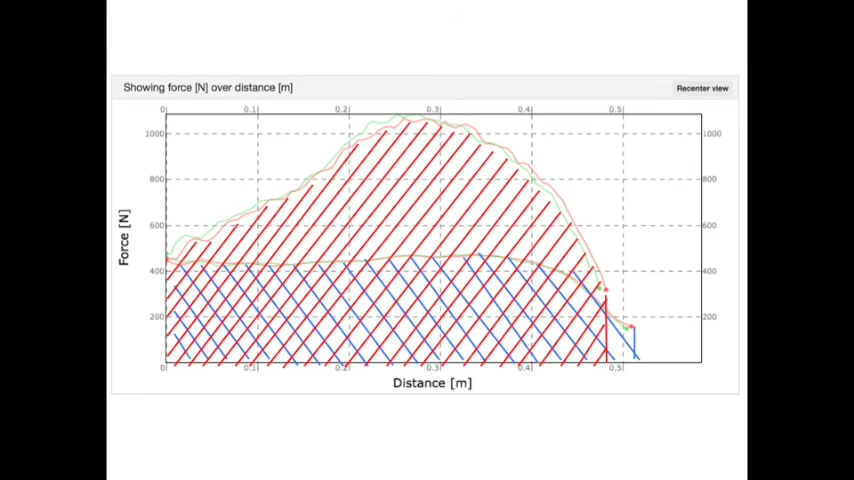 Showing force [N] over distance [m]
Recenter view
0 0.1 0.2 0.3 0.4 0.5
1000 1000
800 800
600 600
400 400
200 200
0 0.1 0.2 0.3 0.4 0.5
Force [N]
Distance [m]